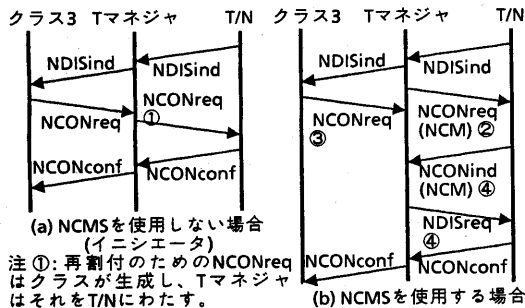 クラス3 Tマネジャ T/N
NDISind
NDISind
NCONreq
①
NCONreq
NCONconf
NCONconf
(a) NCMSを使用しない場合
(イニシエータ)
注 ①: 再割付のためのNCONreq
はクラスが生成し、Tマネジャ
はそれをT/Nにわたす。
クラス3 Tマネジャ T/N
NDISind
NDISind
NCONreq
③
NCONreq
(NCM) ②
NCONind
(NCM) ④
NDISreq
④
NCONconf
NCONconf
(b) NCMSを使用する場合